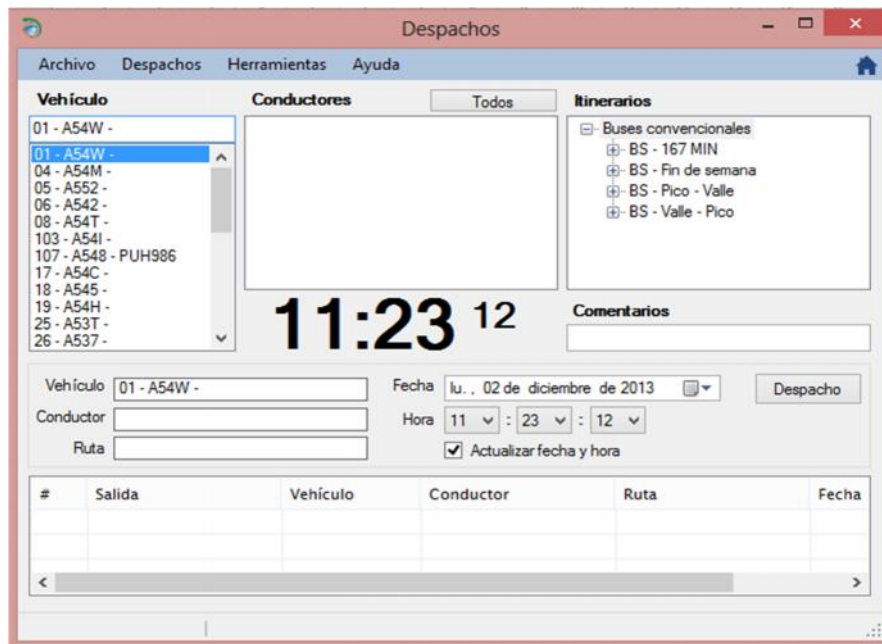 Despachos
Archivo Despachos Herramientas Ayuda
Vehículo
Conductores
Todos
Itinerarios
01 - A54W -
01 - A54W -
04 - A54M -
05 - A552 -
06 - A542 -
08 - A54T -
103 - A54I -
107 - A548 - PUH986
17 - A54C -
18 - A545 -
19 - A54H -
25 - A53T -
26 - A537 -
Buses convencionales
BS - 167 MIN
BS - Fin de semana
BS - Pico - Valle
BS - Valle - Pico
11:23 12
Comentarios
Vehículo 01 - A54W -
Conductor
Ruta
Fecha lu. , 02 de diciembre de 2013
Hora 11 : 23 : 12
Actualizar fecha y hora
Despacho
# Salida Vehículo Conductor Ruta Fecha